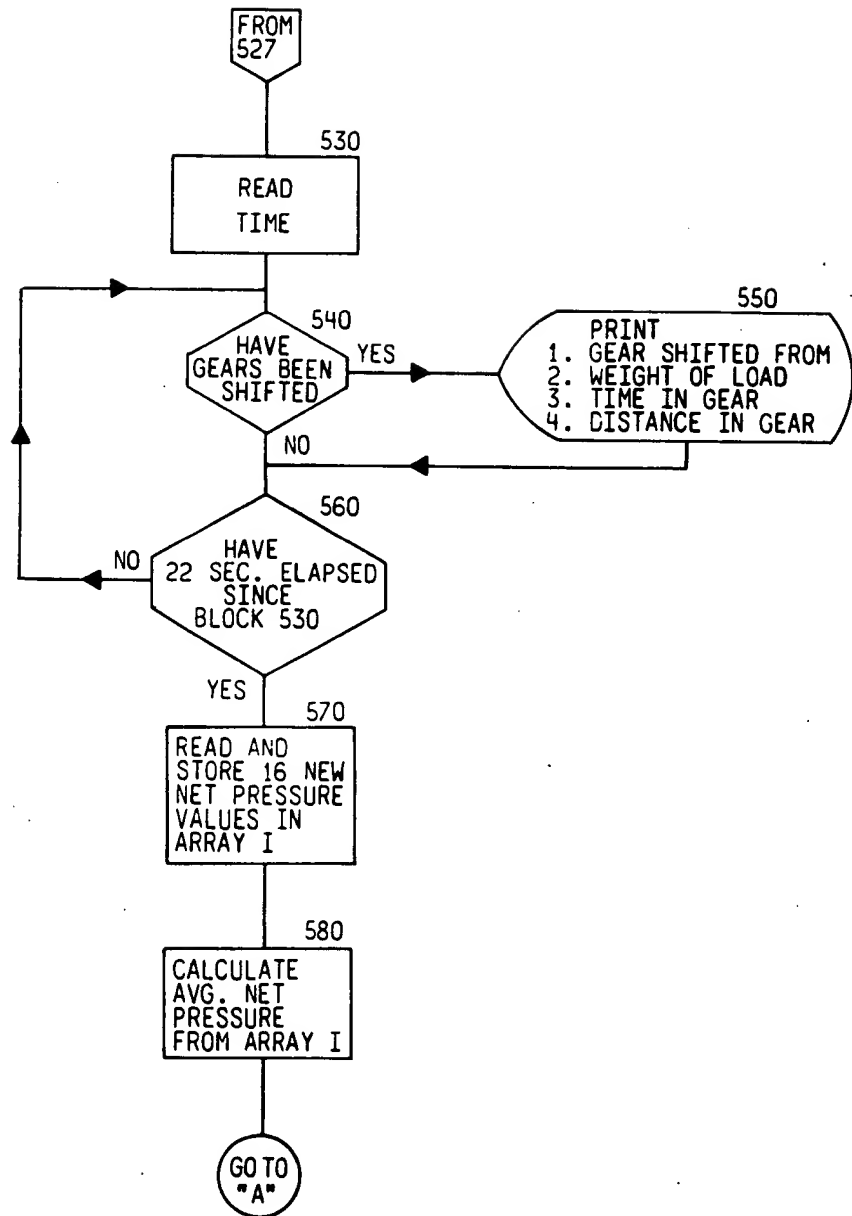 FROM
527
530
READ
TIME
540
HAVE
GEARS BEEN
SHIFTED
YES
NO
550
PRINT
1. GEAR SHIFTED FROM
2. WEIGHT OF LOAD
3. TIME IN GEAR
4. DISTANCE IN GEAR
560
HAVE
22 SEC. ELAPSED
SINCE
BLOCK 530
NO
YES
570
READ AND
STORE 16 NEW
NET PRESSURE
VALUES IN
ARRAY I
580
CALCULATE
AVG. NET
PRESSURE
FROM ARRAY I
GO TO
"A"